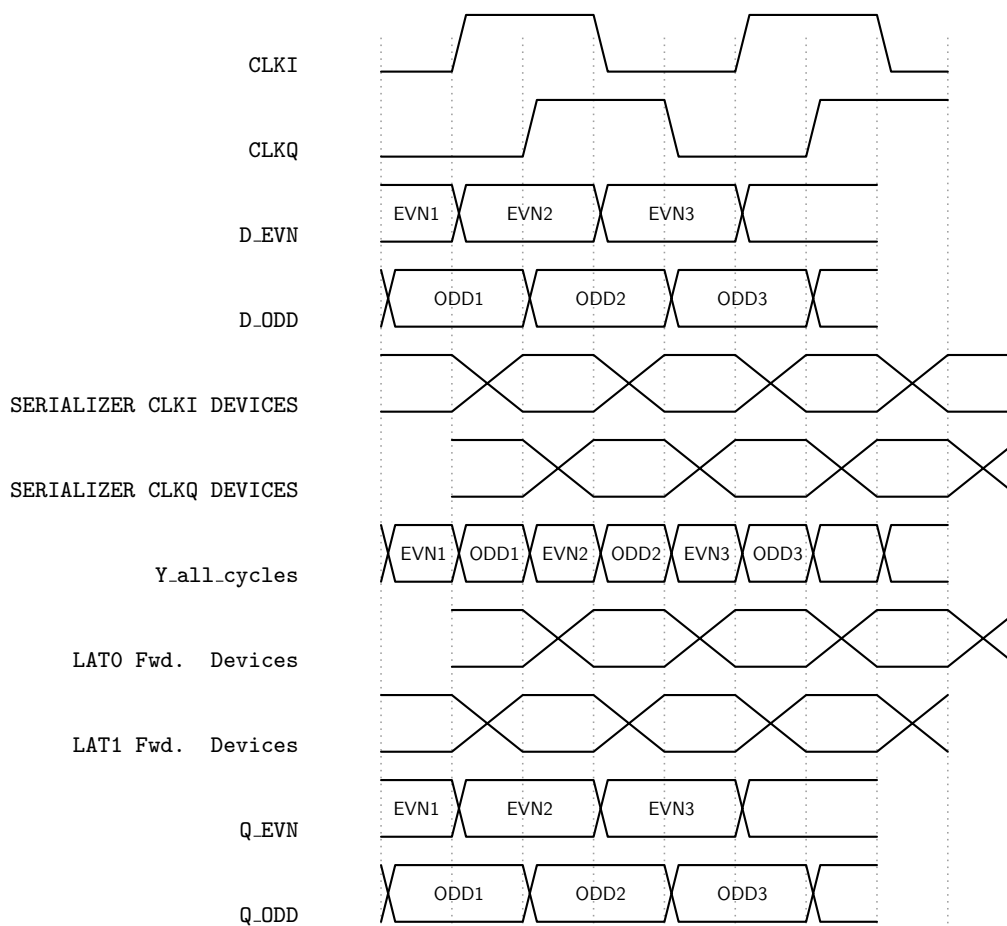 CLKI
CLKQ
EVN1 EVN2 EVN3
D_EVN
ODD1 ODD2 ODD3
D_ODD
SERIALIZER CLKI DEVICES
SERIALIZER CLKQ DEVICES
EVN1 ODD1 EVN2 ODD2 EVN3 ODD3
Y_all_cycles
LAT0 Fwd. Devices
LAT1 Fwd. Devices
EVN1 EVN2 EVN3
Q_EVN
ODD1 ODD2 ODD3
Q_ODD